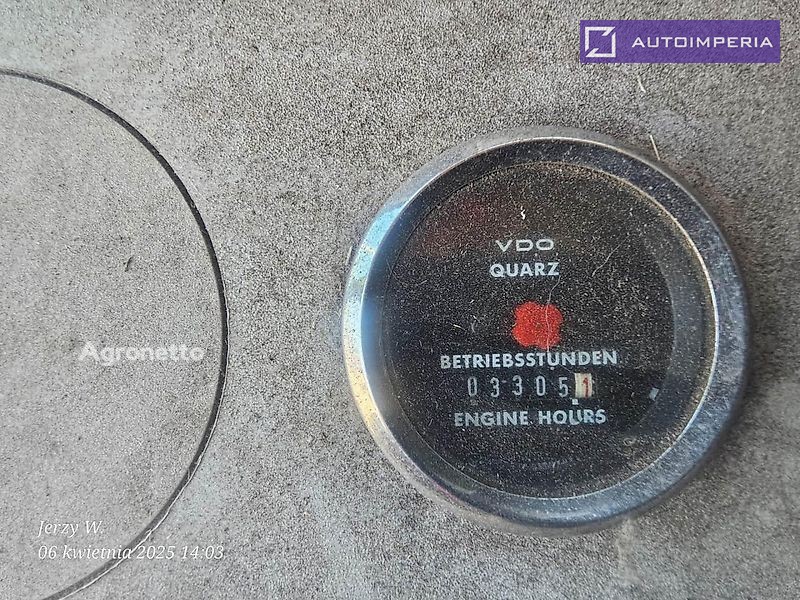 AUTOIMPERIA
VDO
QUARZ
Agronetto
BETRIEBSSTUNDEN
033051
ENGINE HOURS
Jerzy W.
06 kwietnia 2025 14:03